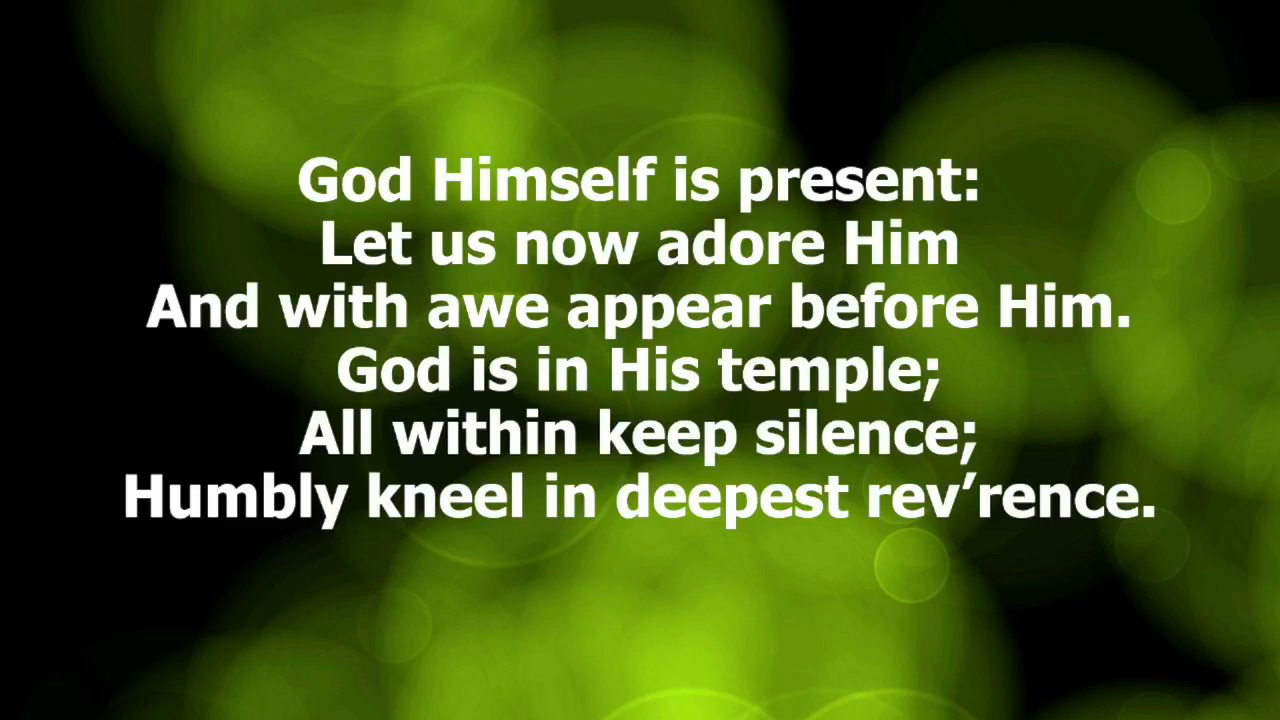 God Himself is present:
Let us now adore Him
And with awe appear before Him.
God is in His temple;
All within keep silence;
Humbly kneel in deepest rev’rence.